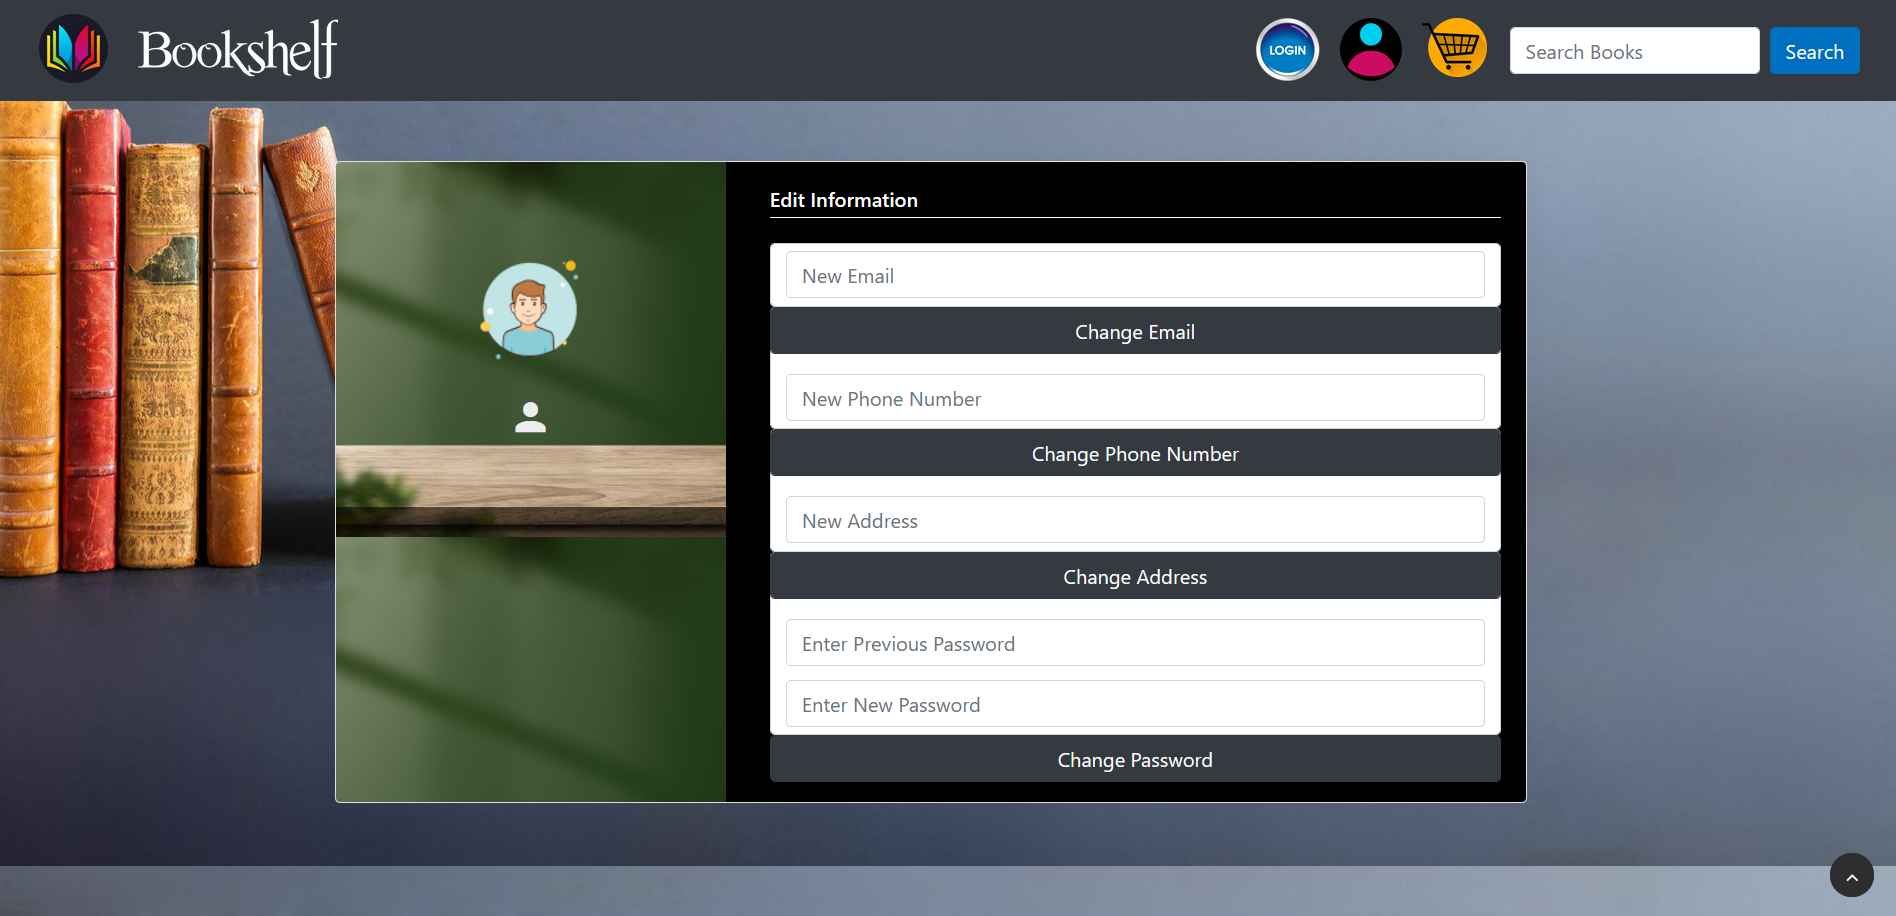 Bookshelf
LOGIN
Search Books
Search
Edit Information
New Email
Change Email
New Phone Number
Change Phone Number
New Address
Change Address
Enter Previous Password
Enter New Password
Change Password